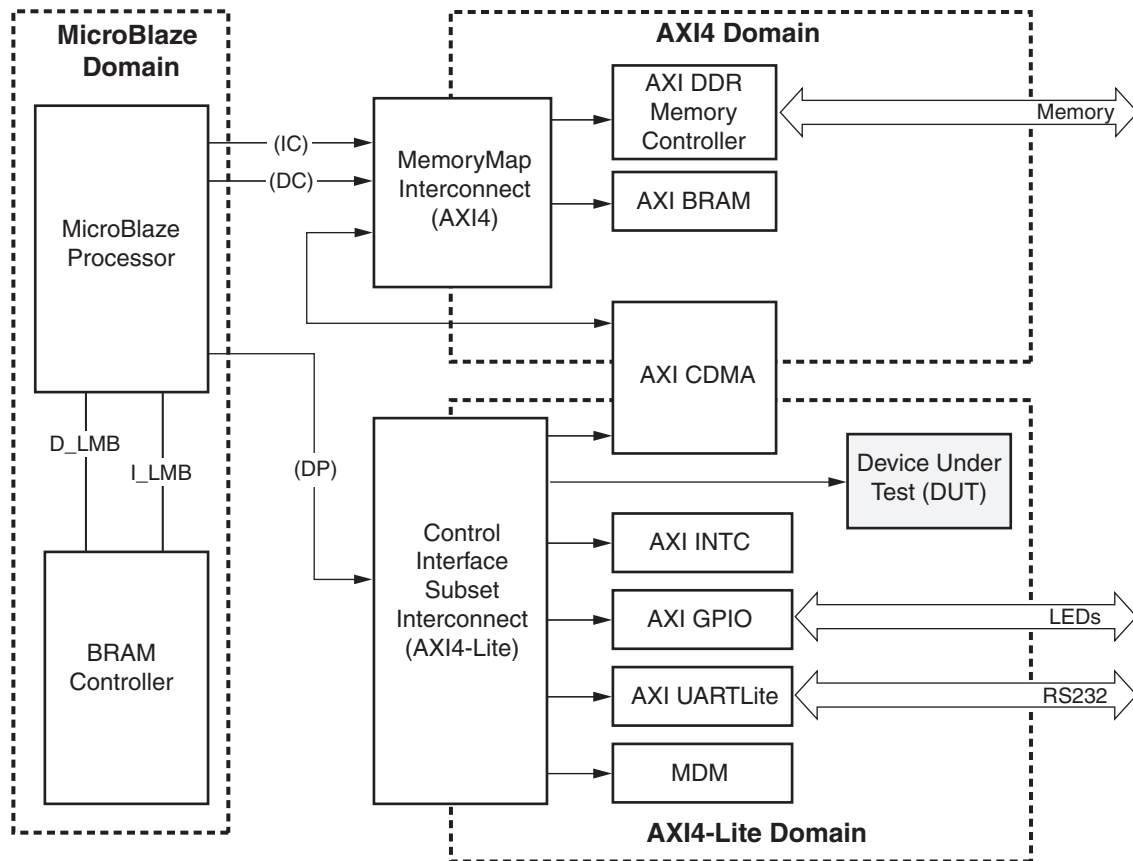 MicroBlaze
Domain
AXI4 Domain
MicroBlaze
Processor
(IC)
(DC)
MemoryMap
Interconnect
(AXI4)
AXI DDR
Memory
Controller
Memory
AXI BRAM
AXI CDMA
D_LMB
I_LMB
(DP)
BRAM
Controller
Control
Interface
Subset
Interconnect
(AXI4-Lite)
Device Under
Test (DUT)
AXI INTC
AXI GPIO
LEDs
AXI UARTLite
RS232
MDM
AXI4-Lite Domain